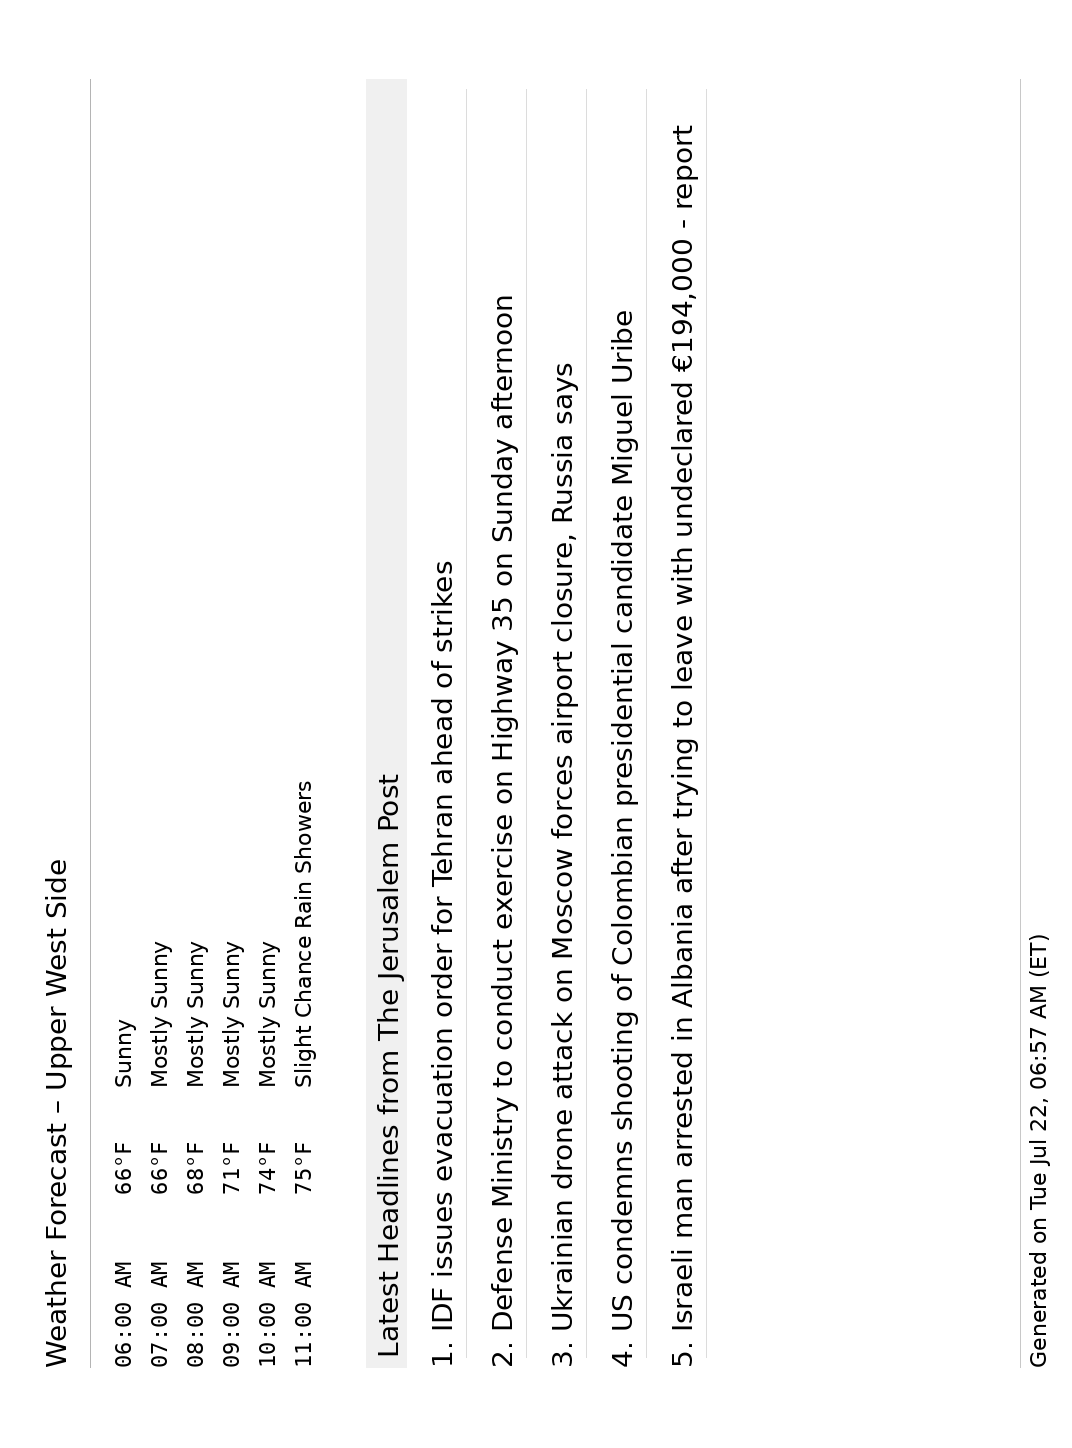 Weather Forecast – Upper West Side
06:00 AM 66°F Sunny
07:00 AM 66°F Mostly Sunny
08:00 AM 68°F Mostly Sunny
09:00 AM 71°F Mostly Sunny
10:00 AM 74°F Mostly Sunny
11:00 AM 75°F Slight Chance Rain Showers
Latest Headlines from The Jerusalem Post
1. IDF issues evacuation order for Tehran ahead of strikes
2. Defense Ministry to conduct exercise on Highway 35 on Sunday afternoon
3. Ukrainian drone attack on Moscow forces airport closure, Russia says
4. US condemns shooting of Colombian presidential candidate Miguel Uribe
5. Israeli man arrested in Albania after trying to leave with undeclared €194,000 - report
Generated on Tue Jul 22, 06:57 AM (ET)